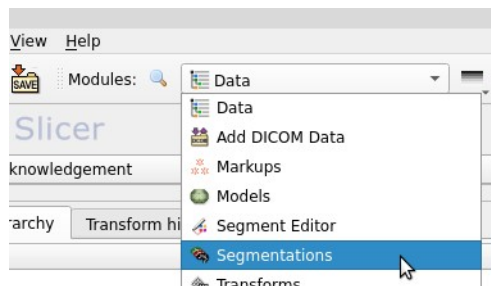 View Help
SAVE Modules: Data
Data
Slicer
Add DICOM Data
knowledgement
Markups
Models
rarchy Transform hi
Segment Editor
Segmentations
Transforms